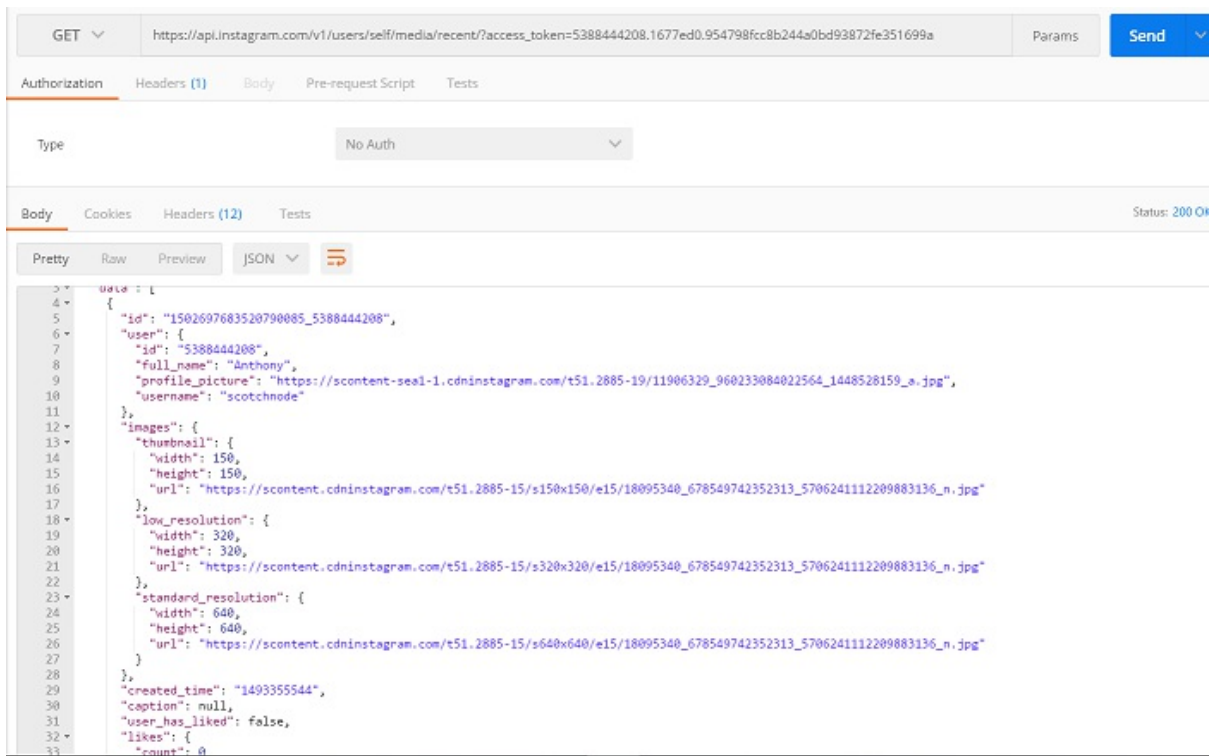 GET https://api.instagram.com/v1/users/self/media/recent/?access_token=5388444208.1677ed0.954798fcc8b244a0bd93872fe351699a Params Send
Authorization Headers (1) Body Pre-request Script Tests
Type No Auth
Body Cookies Headers (12) Tests Status: 200 OK
Pretty Raw Preview JSON
3 "data": [
4 {
5 "id": "1502697683520790085_5388444208",
6 "user": {
7 "id": "5388444208",
8 "full_name": "Anthony",
9 "profile_picture": "https://scontent-sea1-1.cdninstagram.com/t51.2885-19/11906329_960233084022564_1448528159_a.jpg",
10 "username": "scotchnode"
11 },
12 "images": {
13 "thumbnail": {
14 "width": 150,
15 "height": 150,
16 "url": "https://scontent.cdninstagram.com/t51.2885-15/s150x150/e15/18095340_678549742352313_5706241112209883136_n.jpg"
17 },
18 "low_resolution": {
19 "width": 320,
20 "height": 320,
21 "url": "https://scontent.cdninstagram.com/t51.2885-15/s320x320/e15/18095340_678549742352313_5706241112209883136_n.jpg"
22 },
23 "standard_resolution": {
24 "width": 640,
25 "height": 640,
26 "url": "https://scontent.cdninstagram.com/t51.2885-15/s640x640/e15/18095340_678549742352313_5706241112209883136_n.jpg"
27 }
28 },
29 "created_time": "1493355544",
30 "caption": null,
31 "user_has_liked": false,
32 "likes": {
33 "count": 0